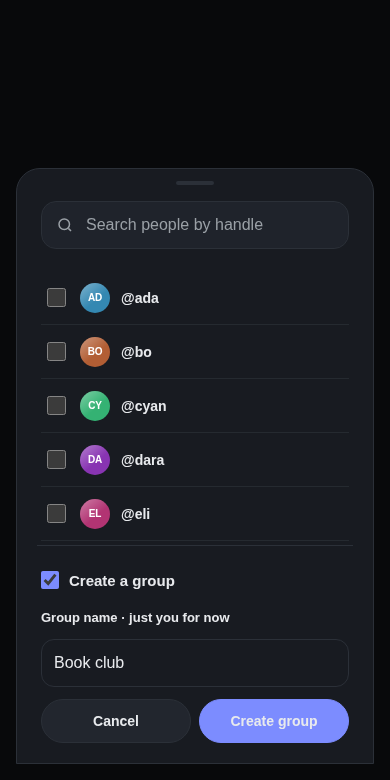 Search people by handle
AD @ada
BO @bo
CY @cyan
DA @dara
EL @eli
Create a group
Group name · just you for now
Book club
Cancel Create group